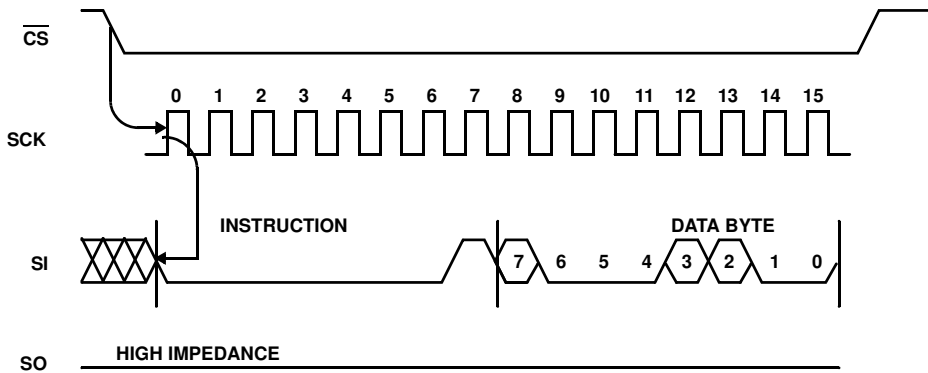 CS
0 1 2 3 4 5 6 7 8 9 10 11 12 13 14 15
SCK
INSTRUCTION DATA BYTE
SI 7 6 5 4 3 2 1 0
HIGH IMPEDANCE
SO